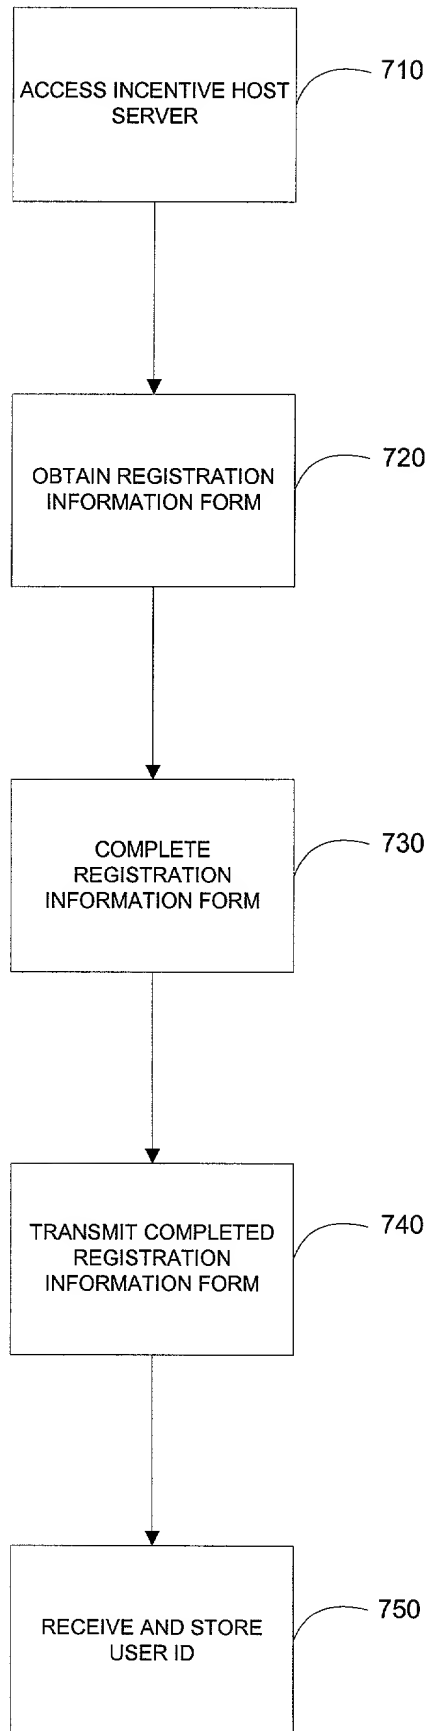 ACCESS INCENTIVE HOST
SERVER
710
OBTAIN REGISTRATION
INFORMATION FORM
720
COMPLETE
REGISTRATION
INFORMATION FORM
730
TRANSMIT COMPLETED
REGISTRATION
INFORMATION FORM
740
RECEIVE AND STORE
USER ID
750